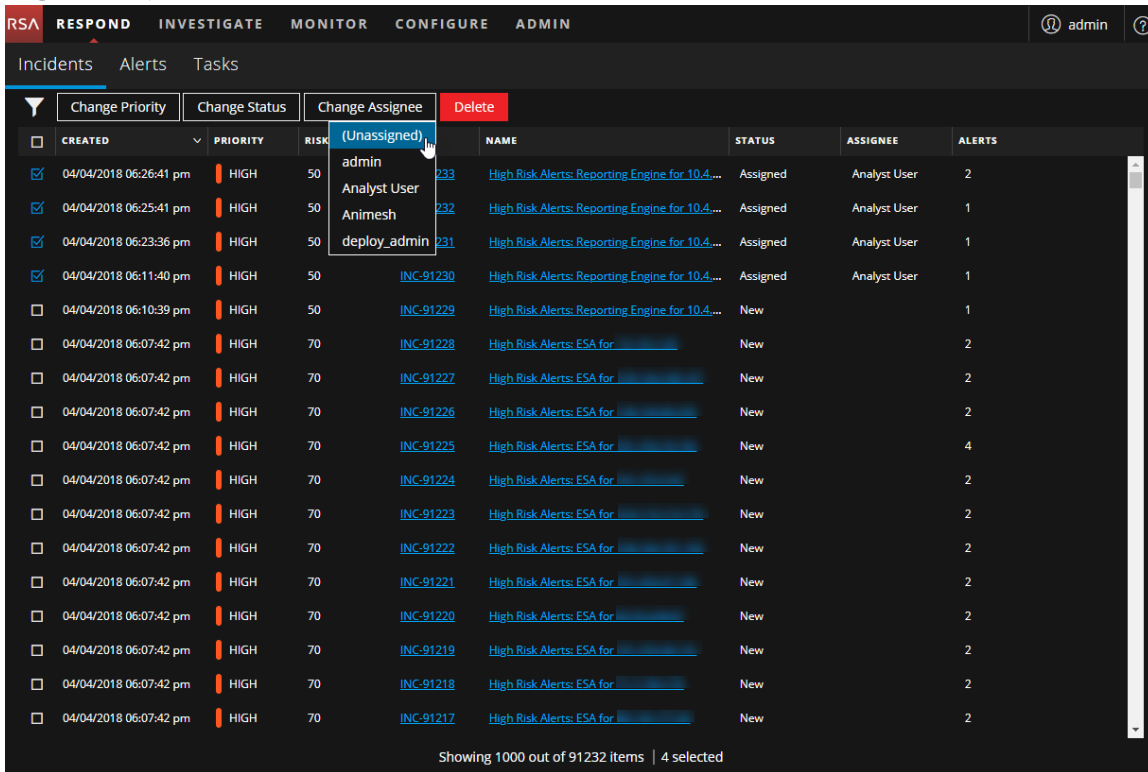 RSA RESPOND INVESTIGATE MONITOR CONFIGURE ADMIN admin ?
Incidents Alerts Tasks
Change Priority Change Status Change Assignee Delete
CREATED PRIORITY RISK NAME STATUS ASSIGNEE ALERTS
(Unassigned)
admin
Analyst User
Animesh
deploy_admin
04/04/2018 06:26:41 pm HIGH 50 233 High Risk Alerts: Reporting Engine for 10.4.... Assigned Analyst User 2
04/04/2018 06:25:41 pm HIGH 50 232 High Risk Alerts: Reporting Engine for 10.4.... Assigned Analyst User 1
04/04/2018 06:23:36 pm HIGH 50 231 High Risk Alerts: Reporting Engine for 10.4.... Assigned Analyst User 1
04/04/2018 06:11:40 pm HIGH 50 INC-91230 High Risk Alerts: Reporting Engine for 10.4.... Assigned Analyst User 1
04/04/2018 06:10:39 pm HIGH 50 INC-91229 High Risk Alerts: Reporting Engine for 10.4.... New 1
04/04/2018 06:07:42 pm HIGH 70 INC-91228 High Risk Alerts: ESA for New 2
04/04/2018 06:07:42 pm HIGH 70 INC-91227 High Risk Alerts: ESA for New 2
04/04/2018 06:07:42 pm HIGH 70 INC-91226 High Risk Alerts: ESA for New 2
04/04/2018 06:07:42 pm HIGH 70 INC-91225 High Risk Alerts: ESA for New 4
04/04/2018 06:07:42 pm HIGH 70 INC-91224 High Risk Alerts: ESA for New 2
04/04/2018 06:07:42 pm HIGH 70 INC-91223 High Risk Alerts: ESA for New 2
04/04/2018 06:07:42 pm HIGH 70 INC-91222 High Risk Alerts: ESA for New 2
04/04/2018 06:07:42 pm HIGH 70 INC-91221 High Risk Alerts: ESA for New 2
04/04/2018 06:07:42 pm HIGH 70 INC-91220 High Risk Alerts: ESA for New 2
04/04/2018 06:07:42 pm HIGH 70 INC-91219 High Risk Alerts: ESA for New 2
04/04/2018 06:07:42 pm HIGH 70 INC-91218 High Risk Alerts: ESA for New 2
04/04/2018 06:07:42 pm HIGH 70 INC-91217 High Risk Alerts: ESA for New 2
Showing 1000 out of 91232 items | 4 selected